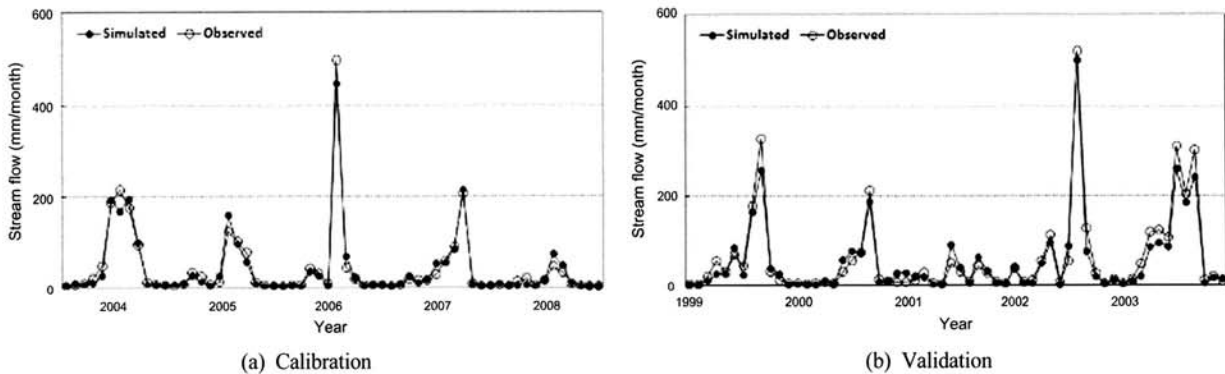 600
Simulated Observed
400
200
0
Stream flow (mm/month)
2004 2005 2006 2007 2008
Year
(a) Calibration
600
Simulated Observed
400
200
0
Stream flow (mm/month)
1999 2000 2001 2002 2003
Year
(b) Validation